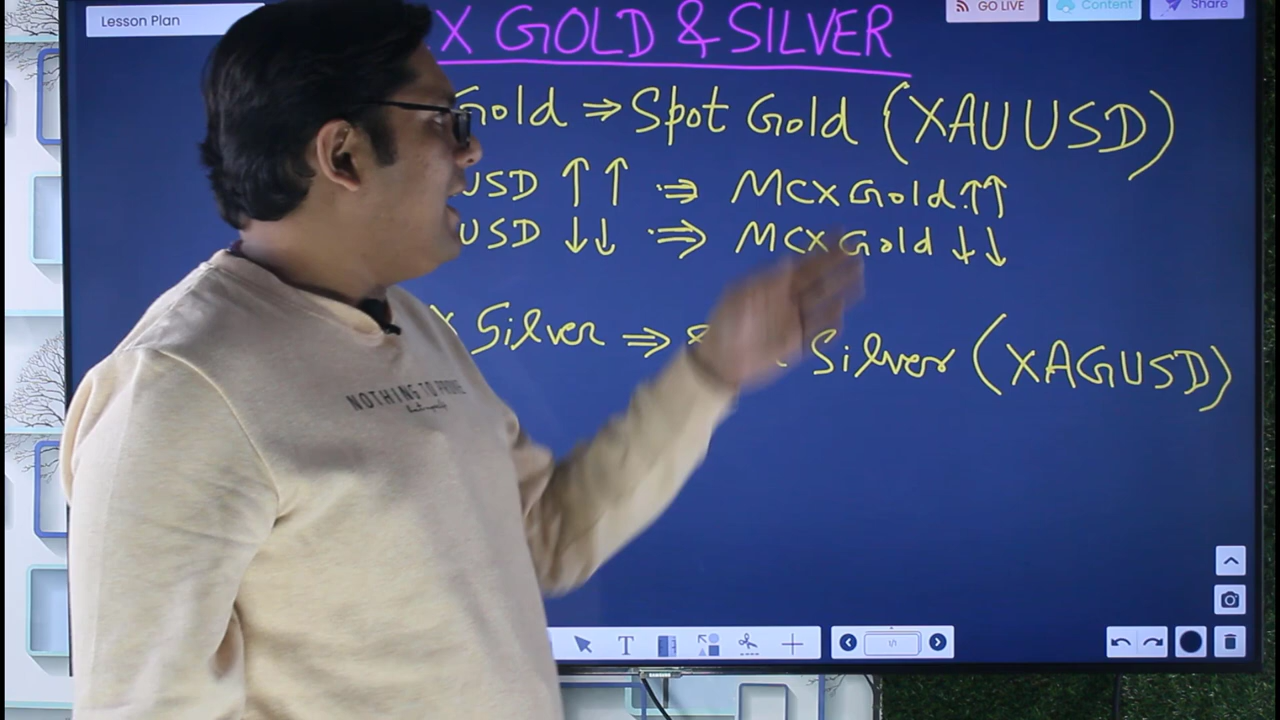 Lesson Plan
GO LIVE
Content
Share
X GOLD & SILVER
Gold ⇒ Spot Gold (XAUUSD)
USD ↑↑ ⇒ MCX Gold ↑↑
USD ↓↓ ⇒ MCX Gold ↓↓
Silver ⇒ Silver (XAGUSD)
NOTHING TO PROVE
T